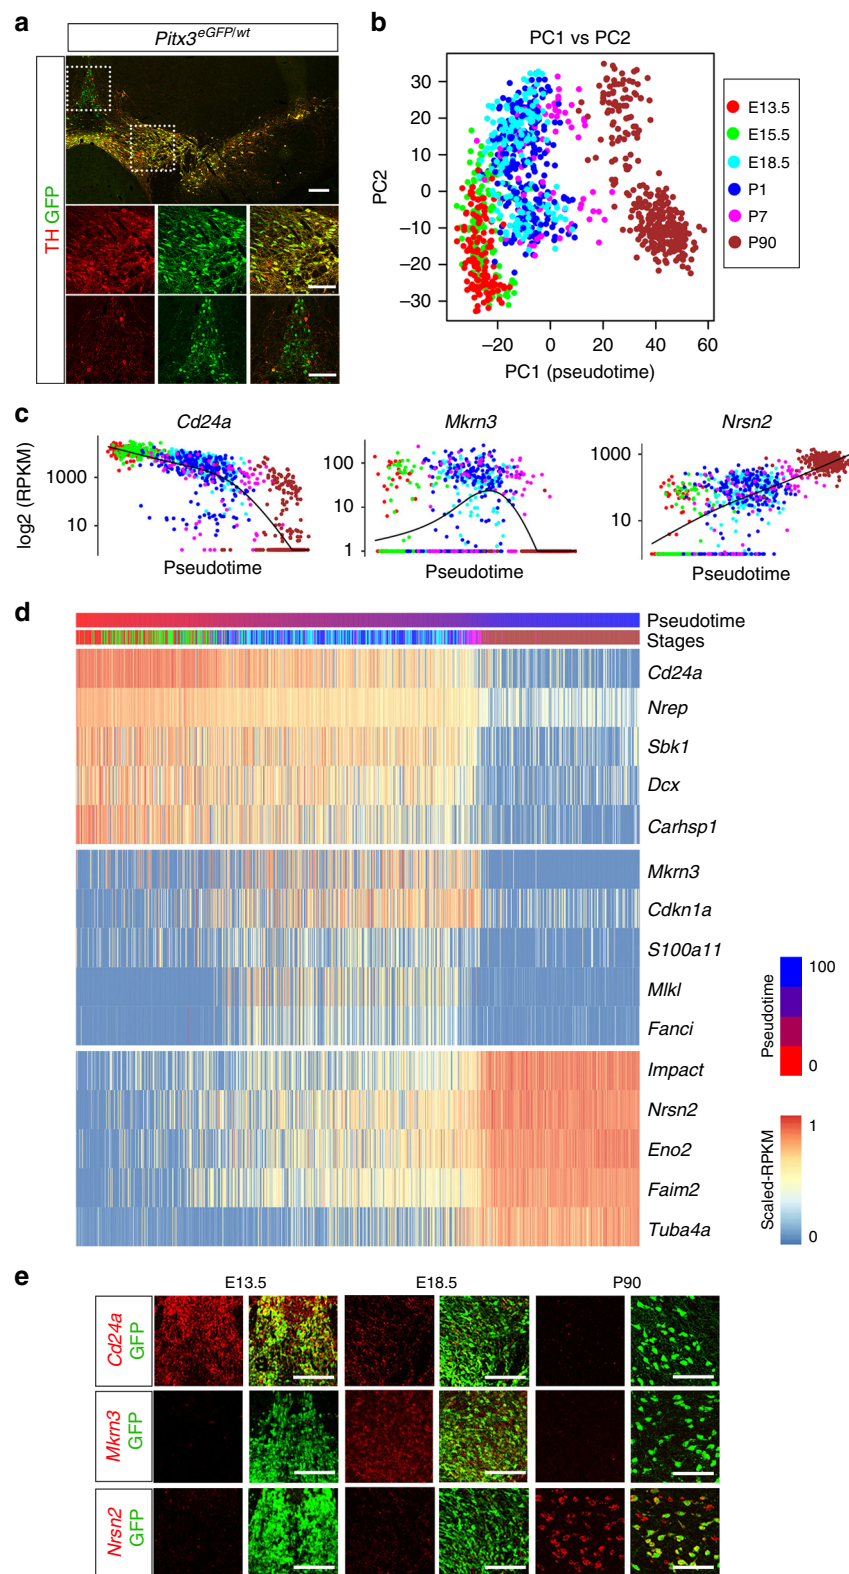 a
Pitx3eGFP/wt
TH GFP
b
PC1 vs PC2
PC2
30
20
10
0
−10
−20
−30
−20
0
20
40
60
PC1 (pseudotime)
E13.5
E15.5
E18.5
P1
P7
P90
c
Cd24a
Mkrn3
Nrsn2
log2 (RPKM)
1000
10
Pseudotime
100
10
1
Pseudotime
1000
10
Pseudotime
d
Pseudotime
Stages
Cd24a
Nrep
Sbk1
Dcx
Carhsp1
Mkrn3
Cdkn1a
S100a11
Mlkl
Fanci
Impact
Nrsn2
Eno2
Faim2
Tuba4a
Pseudotime
100
0
Scaled-RPKM
1
0
e
E13.5
E18.5
P90
Cd24a
GFP
Mkrn3
GFP
Nrsn2
GFP